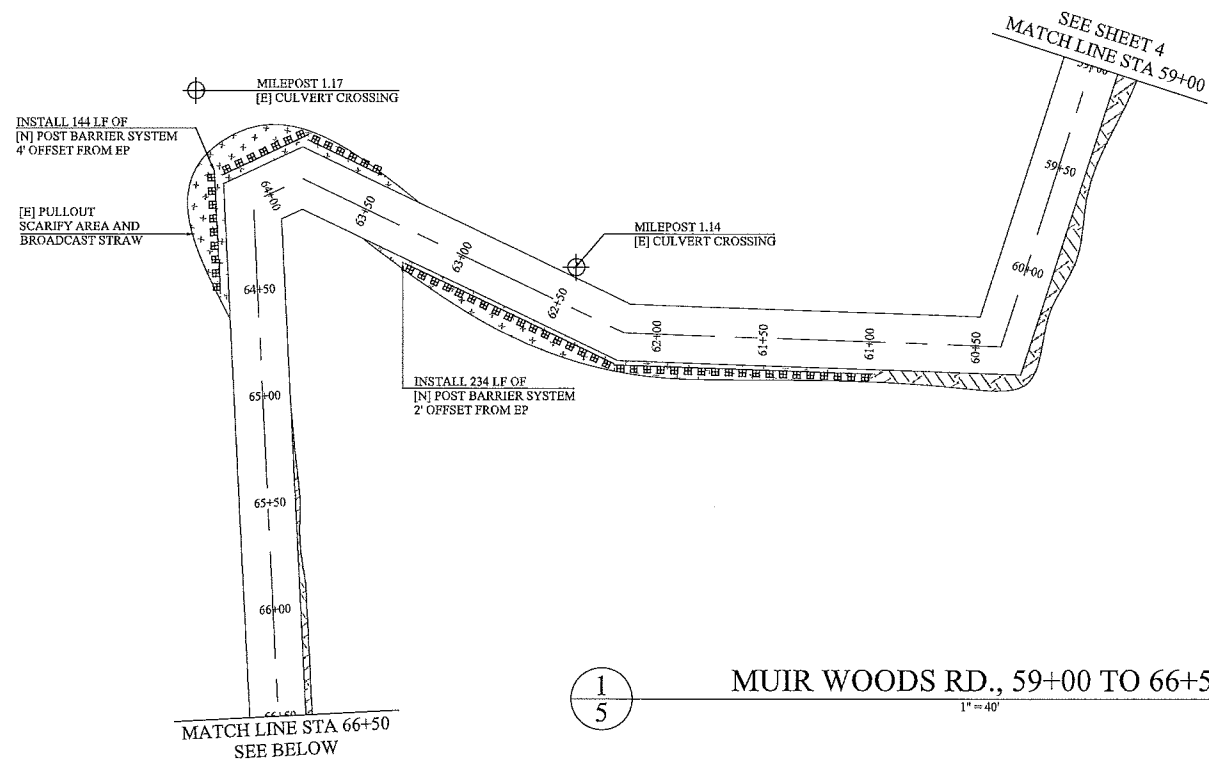 SEE SHEET 4
MATCH LINE STA 59+00
59+00
MILEPOST 1.17
[E] CULVERT CROSSING
INSTALL 144 LF OF
[N] POST BARRIER SYSTEM
4' OFFSET FROM EP
[E] PULLOUT
SCARIFY AREA AND
BROADCAST STRAW
MILEPOST 1.14
[E] CULVERT CROSSING
INSTALL 234 LF OF
[N] POST BARRIER SYSTEM
2' OFFSET FROM EP
59+50
60+00
60+50
61+00
61+50
62+00
62+50
63+00
63+50
64+00
64+50
65+00
65+50
66+00
66+50
MATCH LINE STA 66+50
SEE BELOW
1
5
MUIR WOODS RD., 59+00 TO 66+5
1" = 40'